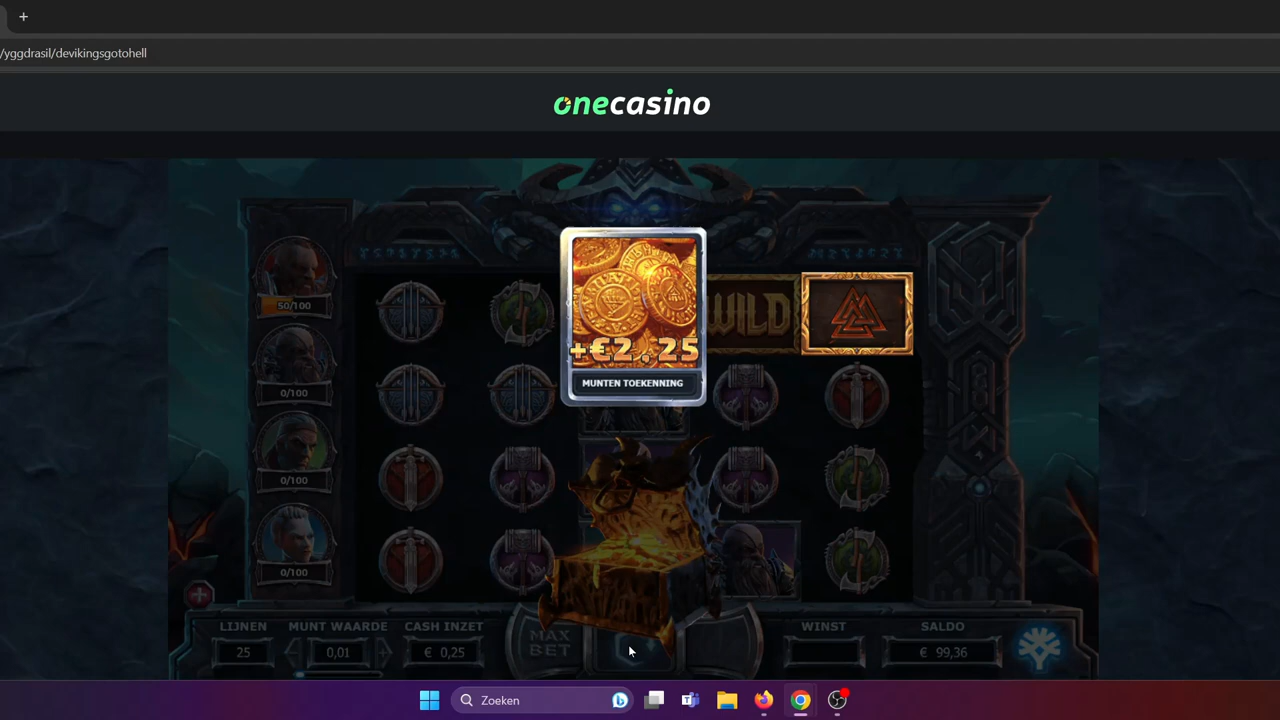 /yggdrasil/devikingsgotohell
onecasino
50/100
0/100
0/100
0/100
WILD
+€2.25
MUNTEN TOEKENNING
LIJNEN
25
MUNT WAARDE
0,01
CASH INZET
€ 0,25
MAX
BET
WINST
SALDO
€ 99,36
Zoeken